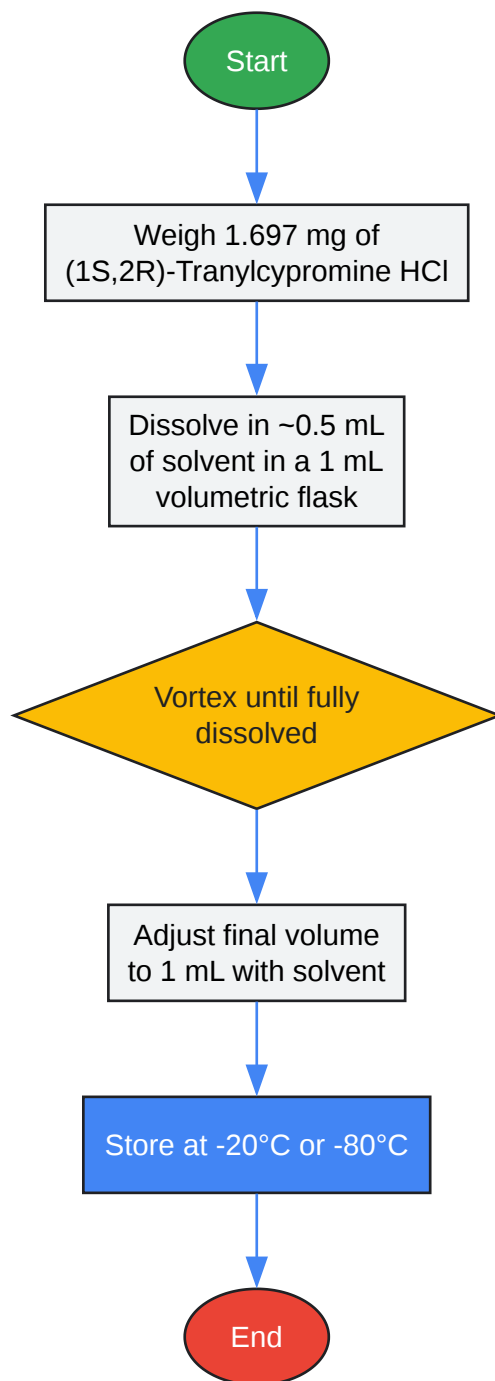 Start
Weigh 1.697 mg of
(1S,2R)-Tranylcypromine HCl
Dissolve in ~0.5 mL
of solvent in a 1 mL
volumetric flask
Vortex until fully
dissolved
Adjust final volume
to 1 mL with solvent
Store at -20°C or -80°C
End